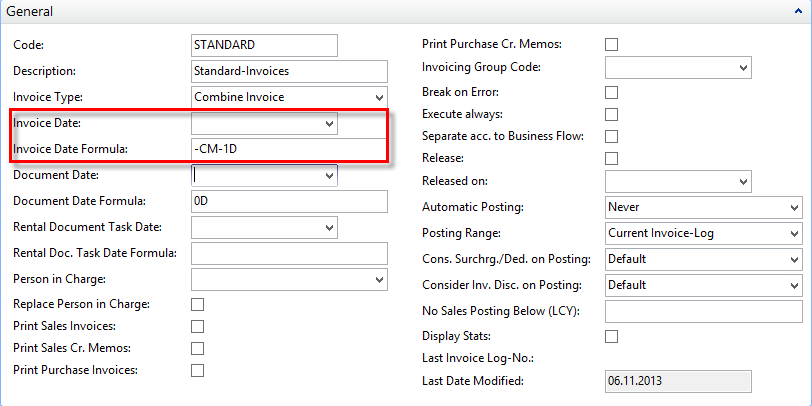 General
Code: STANDARD
Description: Standard-Invoices
Invoice Type: Combine Invoice
Invoice Date:
Invoice Date Formula: -CM-1D
Document Date:
Document Date Formula: 0D
Rental Document Task Date:
Rental Doc. Task Date Formula:
Person in Charge:
Replace Person in Charge:
Print Sales Invoices:
Print Sales Cr. Memos:
Print Purchase Invoices:
Print Purchase Cr. Memos:
Invoicing Group Code:
Break on Error:
Execute always:
Separate acc. to Business Flow:
Release:
Released on:
Automatic Posting: Never
Posting Range: Current Invoice-Log
Cons. Surchrg./Ded. on Posting: Default
Consider Inv. Disc. on Posting: Default
No Sales Posting Below (LCY):
Display Stats:
Last Invoice Log-No.:
Last Date Modified: 06.11.2013